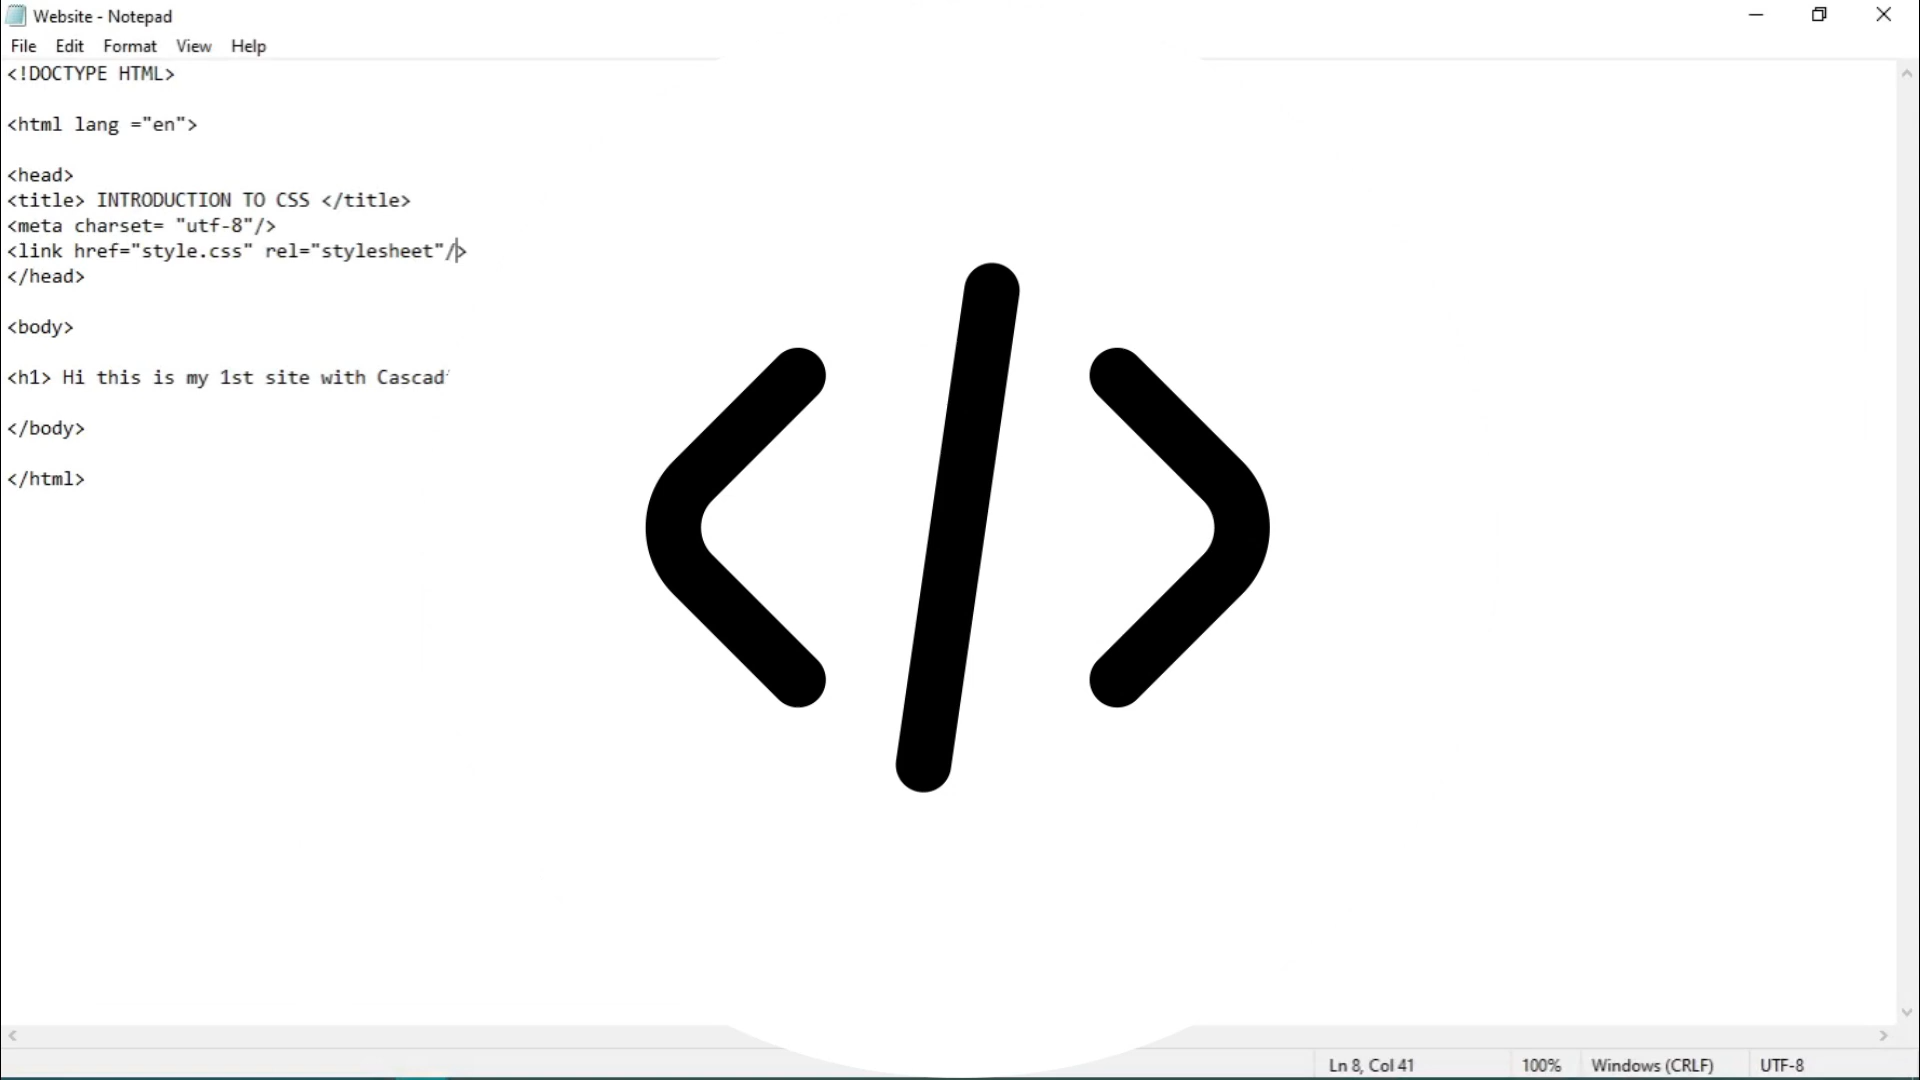 Website - Notepad
File Edit Format View Help
<!DOCTYPE HTML>
<html lang ="en">
<head>
<title> INTRODUCTION TO CSS </title>
<meta charset= "utf-8"/>
<link href="style.css" rel="stylesheet"/>
</head>
<body>
<h1> Hi this is my 1st site with Cascad
</body>
</html>
</>
Ln 8, Col 41 100% Windows (CRLF) UTF-8